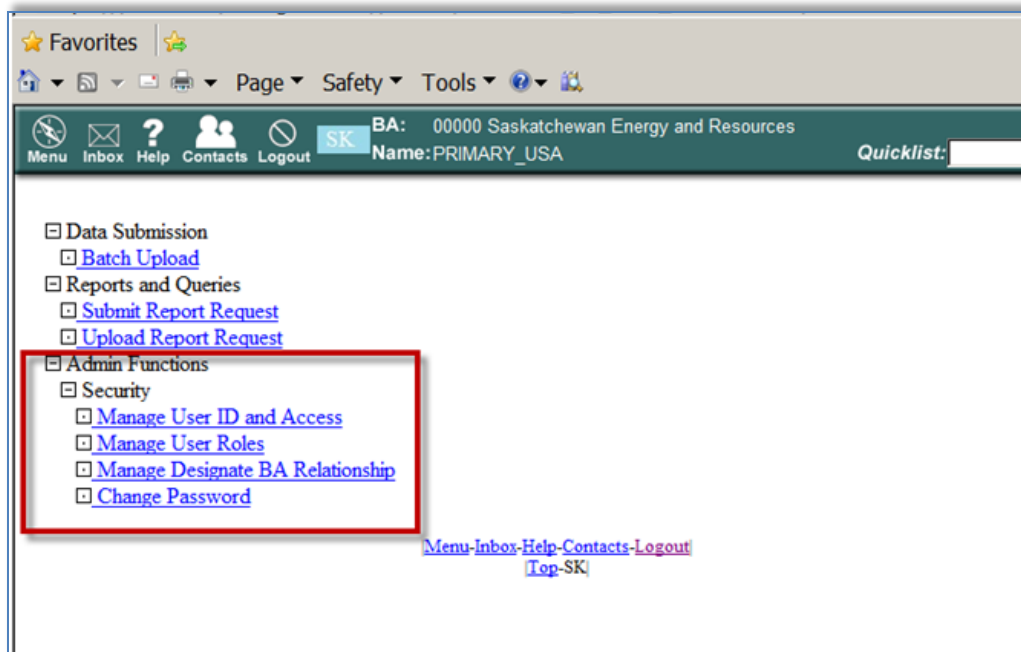 Favorites
Page Safety Tools
SK BA: 00000 Saskatchewan Energy and Resources
Menu Inbox Help Contacts Logout Name:PRIMARY_USA Quicklist:
Data Submission
Batch Upload
Reports and Queries
Submit Report Request
Upload Report Request
Admin Functions
Security
Manage User ID and Access
Manage User Roles
Manage Designate BA Relationship
Change Password
|Menu-Inbox-Help-Contacts-Logout|
|Top-SK|